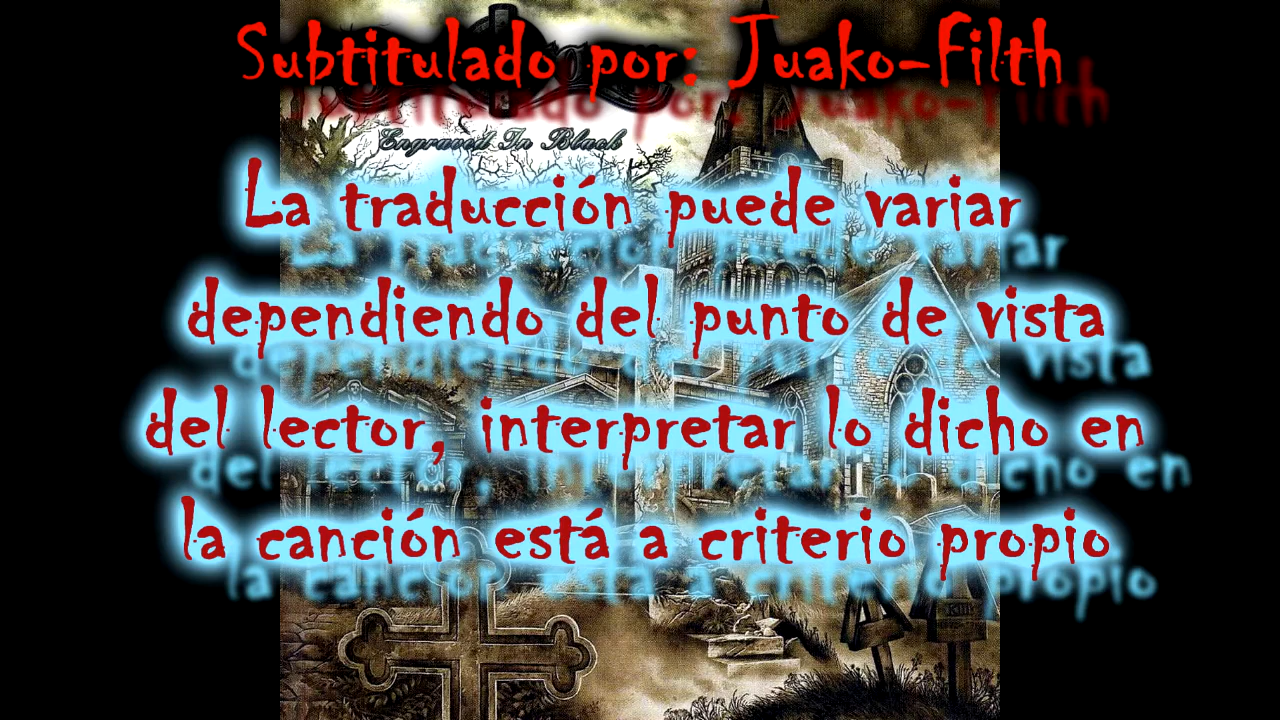 Subtitulado por: Juako-Filth
Engraved In Black
La traducción puede variar
dependiendo del punto de vista
del lector, interpretar lo dicho en
la canción está a criterio propio